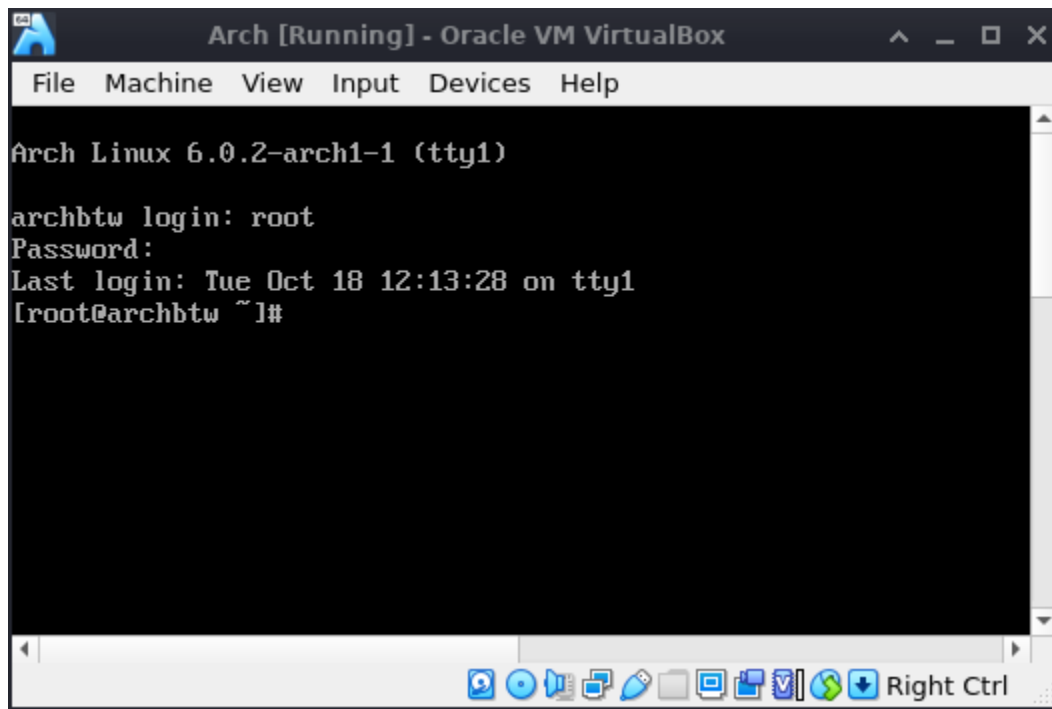 64
Arch [Running] - Oracle VM VirtualBox
File Machine View Input Devices Help
Arch Linux 6.0.2-arch1-1 (tty1)
archbtw login: root
Password:
Last login: Tue Oct 18 12:13:28 on tty1
[root@archbtw ~]#
Right Ctrl